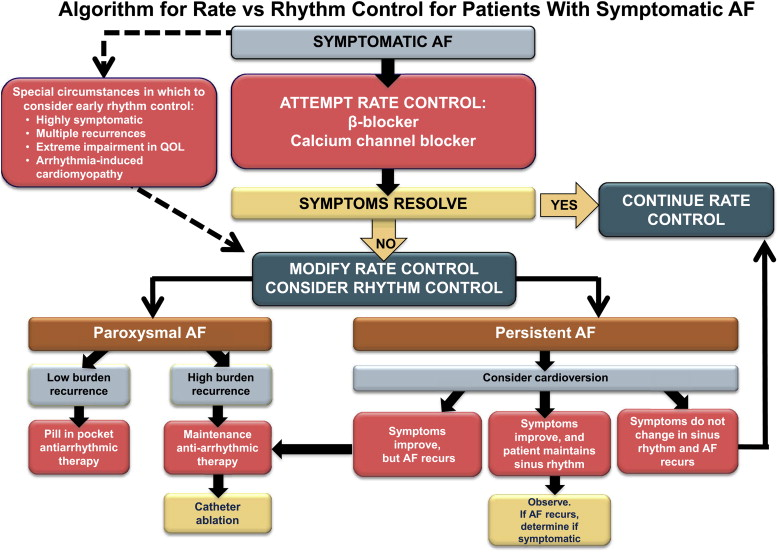 Algorithm for Rate vs Rhythm Control for Patients With Symptomatic AF
SYMPTOMATIC AF
Special circumstances in which to
consider early rhythm control:
• Highly symptomatic
• Multiple recurrences
• Extreme impairment in QOL
• Arrhythmia-induced
cardiomyopathy
ATTEMPT RATE CONTROL:
β-blocker
Calcium channel blocker
SYMPTOMS RESOLVE
YES
CONTINUE RATE
CONTROL
NO
MODIFY RATE CONTROL
CONSIDER RHYTHM CONTROL
Paroxysmal AF
Persistent AF
Low burden
recurrence
High burden
recurrence
Consider cardioversion
Pill in pocket
antiarrhythmic
therapy
Maintenance
anti-arrhythmic
therapy
Symptoms
improve,
but AF recurs
Symptoms
improve, and
patient maintains
sinus rhythm
Symptoms do not
change in sinus
rhythm and AF
recurs
Catheter
ablation
Observe.
If AF recurs,
determine if
symptomatic